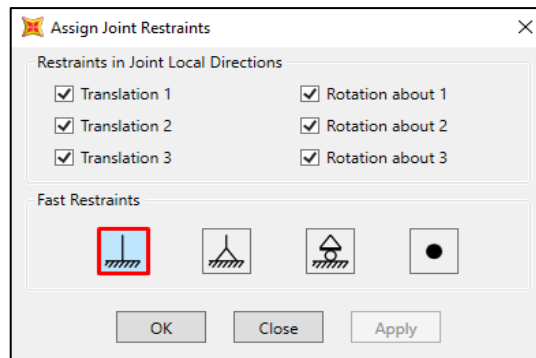 Assign Joint Restraints
Restraints in Joint Local Directions
Translation 1 Rotation about 1
Translation 2 Rotation about 2
Translation 3 Rotation about 3
Fast Restraints
OK Close Apply